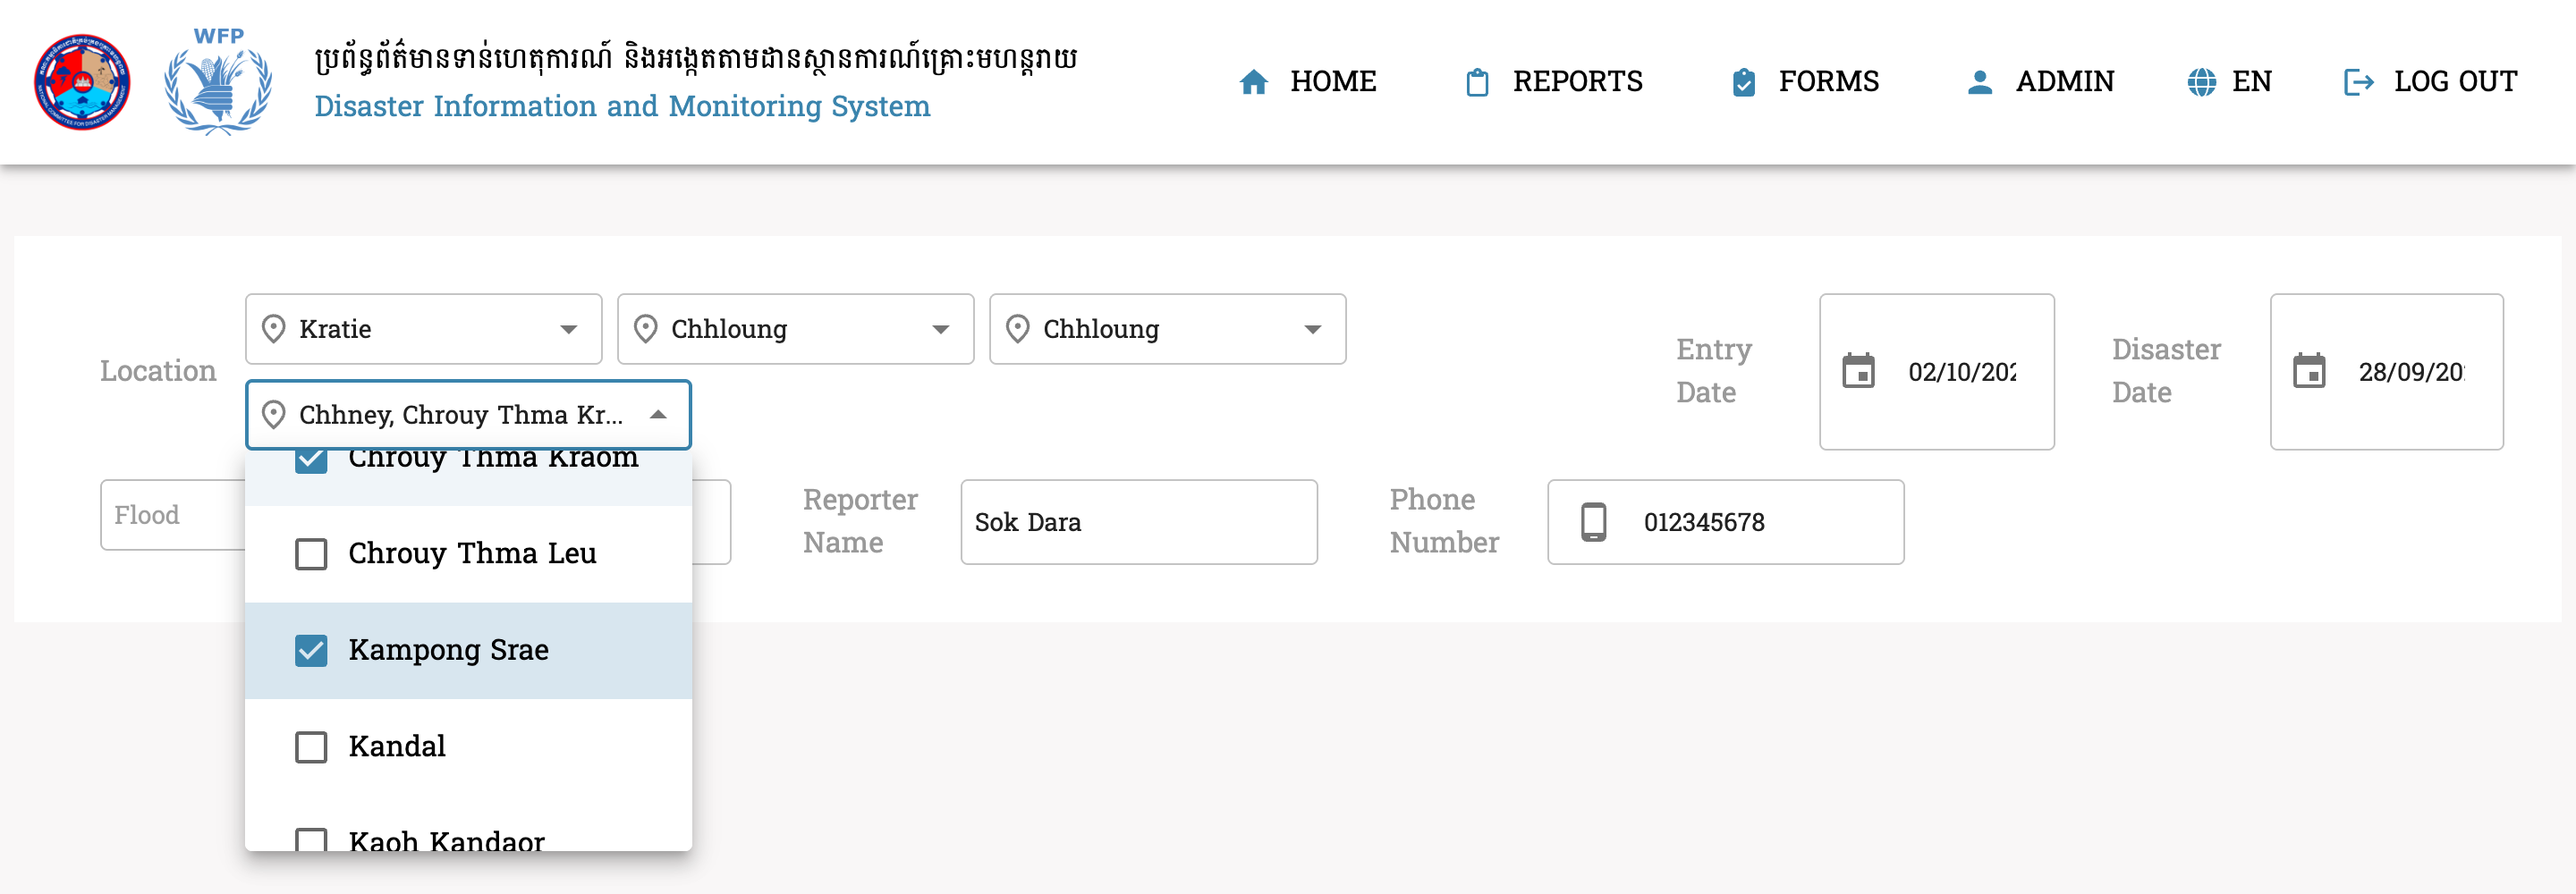 WFP
ប្រព័ន្ធព័ត៌មានទាន់ហេតុការណ៍ និងអង្កេតតាមដានស្ថានការណ៍គ្រោះមហន្តរាយ
Disaster Information and Monitoring System
HOME
REPORTS
FORMS
ADMIN
EN
LOG OUT
Location
Kratie
Chhloung
Chhloung
Chhney, Chrouy Thma Kr...
Entry
Date
02/10/202
Disaster
Date
28/09/20
Chrouy Thma Kraom
Chrouy Thma Leu
Kampong Srae
Kandal
Kaoh Kandaor
Flood
Reporter
Name
Sok Dara
Phone
Number
012345678